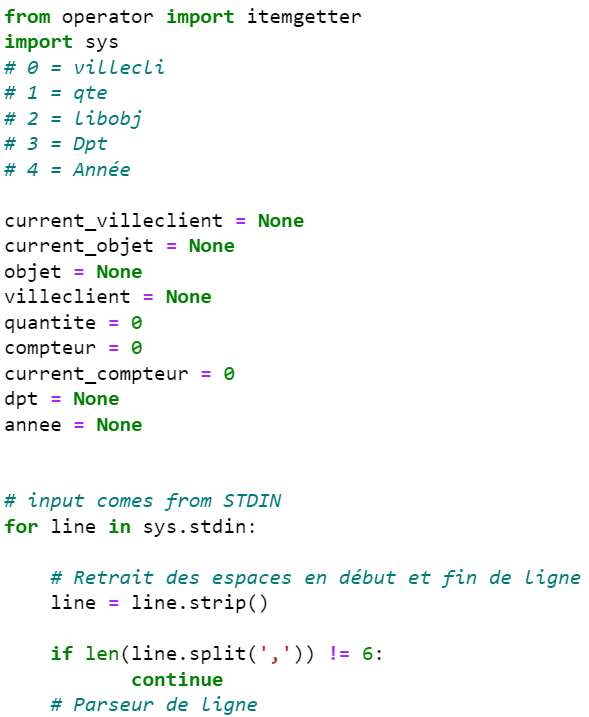 from operator import itemgetter
import sys
# 0 = villecli
# 1 = qte
# 2 = libobj
# 3 = Dpt
# 4 = Année
current_villeclient = None
current_objet = None
objet = None
villeclient = None
quantite = 0
compteur = 0
current_compteur = 0
dpt = None
annee = None
# input comes from STDIN
for line in sys.stdin:
# Retrait des espaces en début et fin de ligne
line = line.strip()
if len(line.split(',')) != 6:
continue
# Parseur de ligne